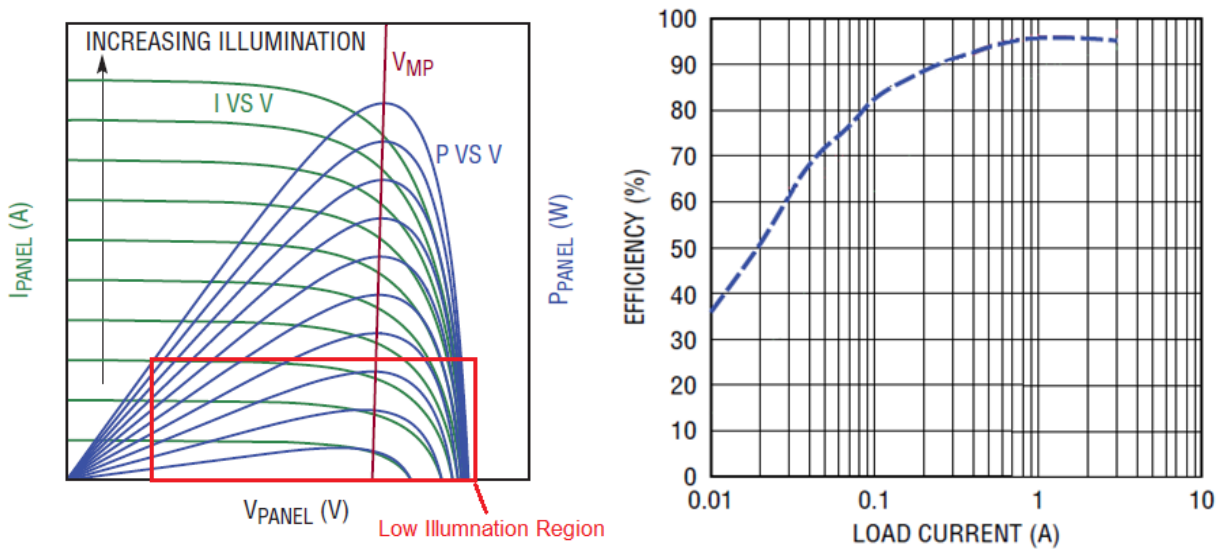 INCREASING ILLUMINATION
VMP
I VS V
P VS V
IPANEL (A)
PPANEL (W)
VPANEL (V)
Low Illumnation Region
100
90
80
70
60
50
40
30
20
10
0
EFFICIENCY (%)
0.01
0.1
1
10
LOAD CURRENT (A)